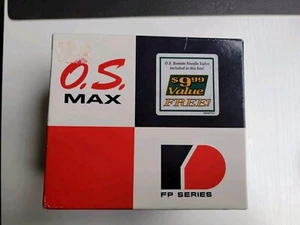 O.S.
MAX
O.S. Remote Needle Valve
included in this box!
$9.99
Value
FREE!
FP SERIES